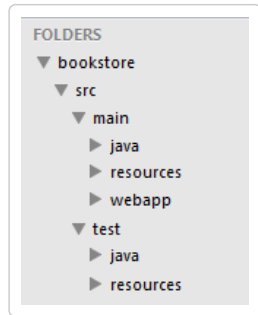 FOLDERS
bookstore
src
main
java
resources
webapp
test
java
resources